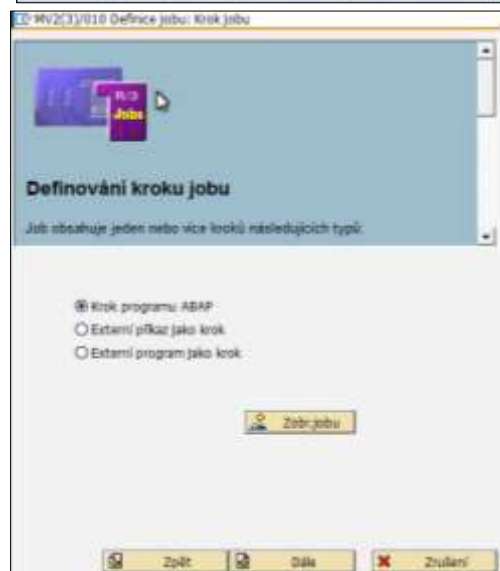 MV2(3)/010 Definice jobu: Krok jobu
R/3
Jobs
Definování kroku jobu
Job obsahuje jeden nebo více kroků následujících typů:
Krok programu ABAP
Externí příkaz jako krok
Externí program jako krok
Zobr.jobu
Zpět Dále Zrušení